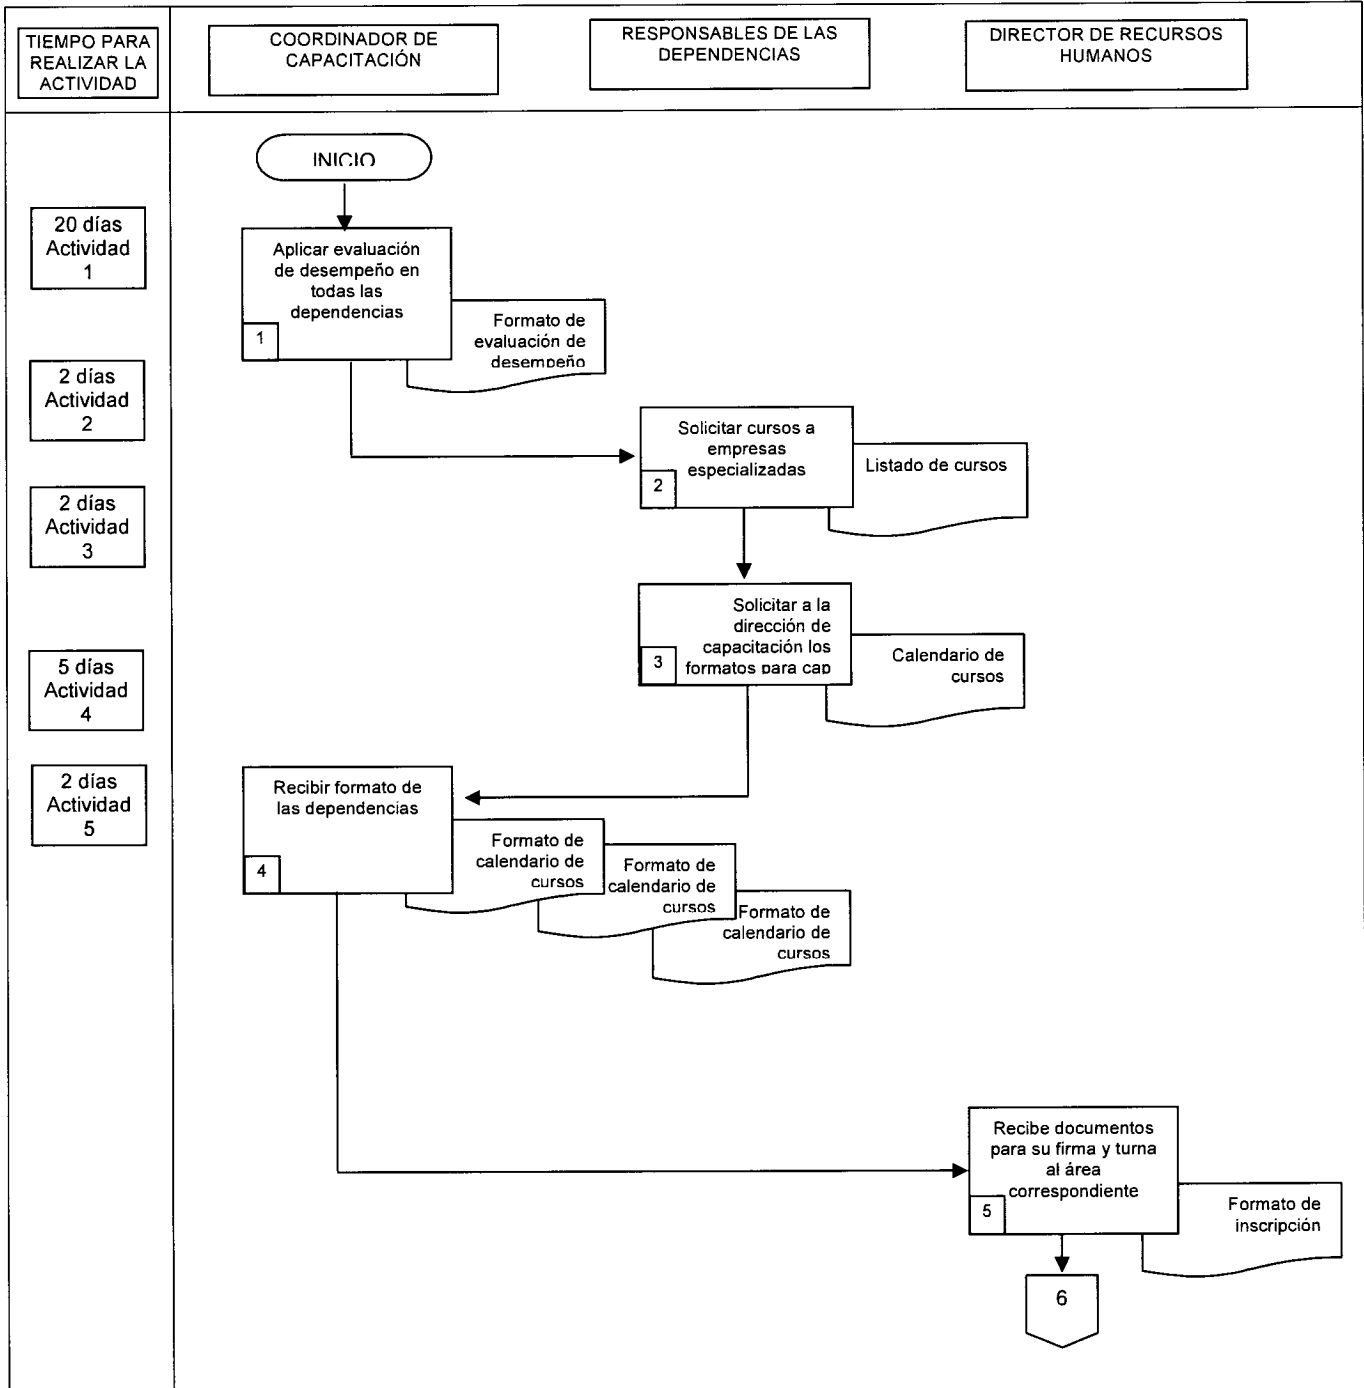 TIEMPO PARA
REALIZAR LA
ACTIVIDAD
COORDINADOR DE
CAPACITACIÓN
RESPONSABLES DE LAS
DEPENDENCIAS
DIRECTOR DE RECURSOS
HUMANOS
INICIO
20 días
Actividad
1
Aplicar evaluación
de desempeño en
todas las
dependencias
1
Formato de
evaluación de
desempeño
2 días
Actividad
2
Solicitar cursos a
empresas
especializadas
2
Listado de cursos
2 días
Actividad
3
Solicitar a la
dirección de
capacitación los
formatos para cap
3
Calendario de
cursos
5 días
Actividad
4
2 días
Actividad
5
Recibir formato de
las dependencias
4
Formato de
calendario de
cursos
Formato de
calendario de
cursos
Formato de
calendario de
cursos
Recibe documentos
para su firma y turna
al área
correspondiente
5
Formato de
inscripción
6